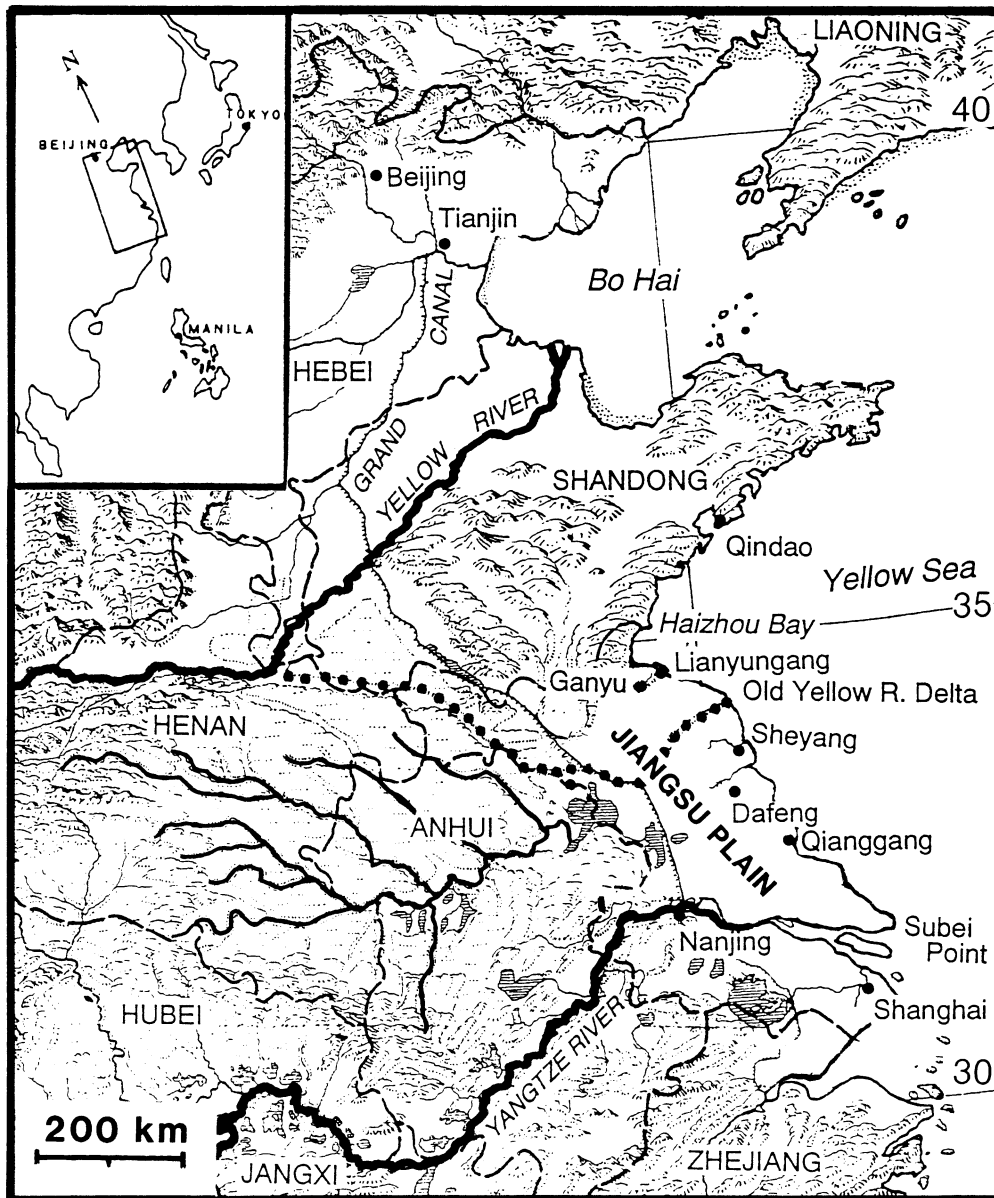 N
TOKYO
BEIJING
MANILA
LIAONING
40
Beijing
Tianjin
Bo Hai
CANAL
HEBEI
GRAND
YELLOW RIVER
SHANDONG
Qindao
Yellow Sea
35
Haizhou Bay
Lianyungang
Ganyu
Old Yellow R. Delta
HENAN
Sheyang
JIANGSU PLAIN
Dafeng
ANHUI
Qianggang
Subei
Point
Nanjing
Shanghai
HUBEI
YANGTZE RIVER
30
200 km
JANGXI
ZHEJIANG